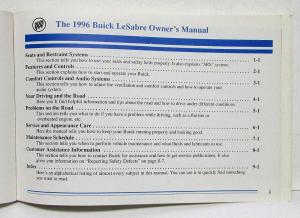 The 1996 Buick LeSabre Owner's Manual
Seats and Restraint Systems 1-1
This section tells you how to use your seats and safety belts properly. It also explains "SRS" system.
Features and Controls 2-1
This section explains how to start and operate your Buick.
Comfort Controls and Audio Systems 3-1
This section tells you how to adjust the ventilation and comfort controls and how to operate your
audio system.
Your Driving and the Road 4-1
Here you'll find helpful information and tips about the road and how to drive under different conditions.
Problems on the Road 5-1
This section tells you what to do if you have a problem while driving, such as a flat tire or
overheated engine, etc.
Service and Appearance Care 6-1
Here the manual tells you how to keep your Buick running properly and looking good.
Maintenance Schedule 7-1
This section tells you when to perform vehicle maintenance and what fluids and lubricants to use.
Customer Assistance Information 8-1
This section tells you how to contact Buick for assistance and how to get service publications. It also
gives you information on "Reporting Safety Defects" on page 8-7.
Index 9-1
Here's an alphabetical listing of almost every subject in this manual. You can use it to quickly find something
you want to read.
i